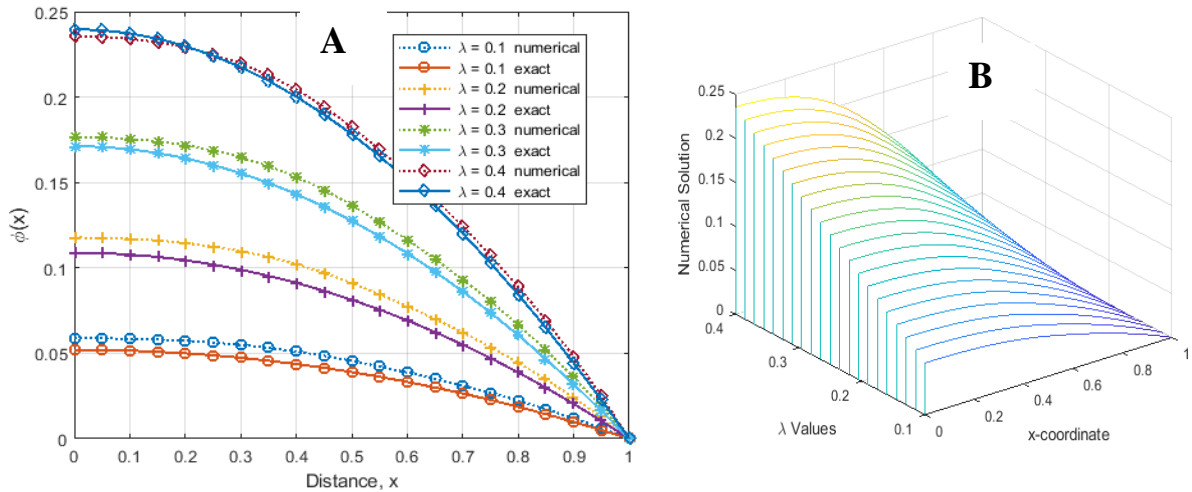 A
0.25
0.2
0.15
0.1
0.05
0
ϕ(x)
λ = 0.1 numerical
λ = 0.1 exact
λ = 0.2 numerical
λ = 0.2 exact
λ = 0.3 numerical
λ = 0.3 exact
λ = 0.4 numerical
λ = 0.4 exact
0 0.1 0.2 0.3 0.4 0.5 0.6 0.7 0.8 0.9 1
Distance, x
B
0.25
0.2
0.15
0.1
0.05
0
Numerical Solution
0.4
0.3
0.2
0.1
λ Values
0
0.2
0.4
0.6
0.8
1
x-coordinate